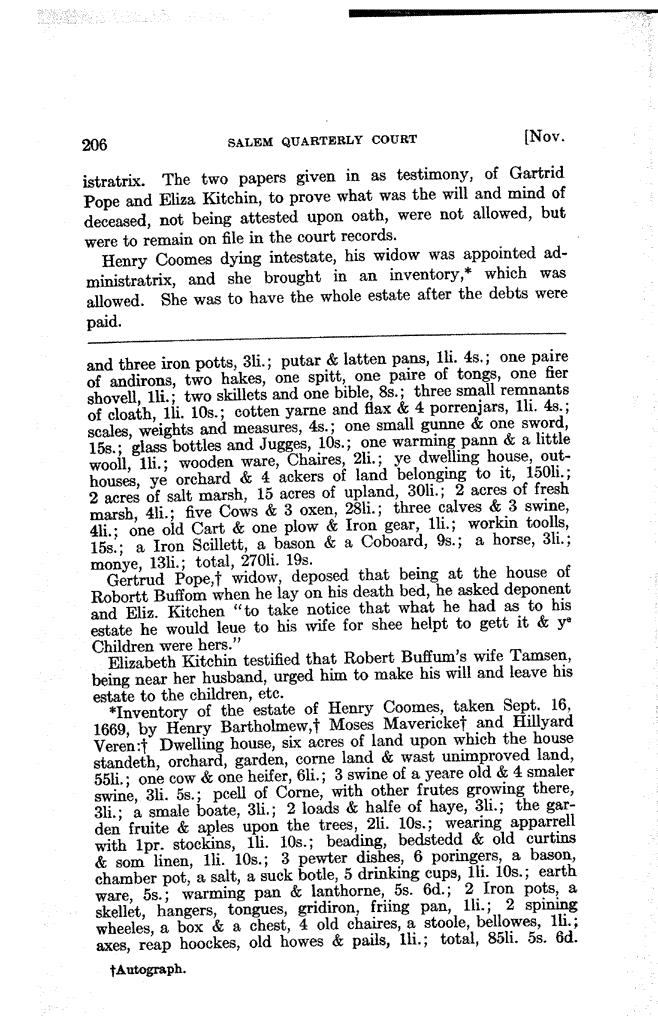 206 SALEM QUARTERLY COURT [Nov.
istratrix. The two papers given in as testimony, of Gartrid
Pope and Eliza Kitchin, to prove what was the will and mind of
deceased, not being attested upon oath, were not allowed, but
were to remain on file in the court records.
Henry Coomes dying intestate, his widow was appointed ad-
ministratrix, and she brought in an inventory,* which was
allowed. She was to have the whole estate after the debts were
paid.
and three iron potts, 3li.; putar & latten pans, 1li. 4s.; one paire
of andirons, two hakes, one spitt, one paire of tongs, one fier
shovell, 1li.; two skillets and one bible, 8s.; three small remnants
of cloath, 1li. 10s.; cotten yarne and flax & 4 porrenjars, 1li. 4s.;
scales, weights and measures, 4s.; one small gunne & one sword,
15s.; glass bottles and Jugges, 10s.; one warming pann & a little
wooll, 1li.; wooden ware, Chaires, 2li.; ye dwelling house, out-
houses, ye orchard & 4 ackers of land belonging to it, 150li.;
2 acres of salt marsh, 15 acres of upland, 30li.; 2 acres of fresh
marsh, 4li.; five Cows & 3 oxen, 28li.; three calves & 3 swine,
4li.; one old Cart & one plow & Iron gear, 1li.; workin toolls,
15s.; a Iron Scillett, a bason & a Coboard, 9s.; a horse, 3li.;
monye, 13li.; total, 270li. 19s.
Gertrud Pope,† widow, deposed that being at the house of
Robortt Buffom when he lay on his death bed, he asked deponent
and Eliz. Kitchen "to take notice that what he had as to his
estate he would leue to his wife for shee helpt to gett it & yᵉ
Children were hers."
Elizabeth Kitchin testified that Robert Buffum's wife Tamsen,
being near her husband, urged him to make his will and leave his
estate to the children, etc.
*Inventory of the estate of Henry Coomes, taken Sept. 16,
1669, by Henry Bartholmew,† Moses Mavericke† and Hillyard
Veren:† Dwelling house, six acres of land upon which the house
standeth, orchard, garden, corne land & wast unimproved land,
55li.; one cow & one heifer, 6li.; 3 swine of a yeare old & 4 smaler
swine, 3li. 5s.; pcell of Corne, with other frutes growing there,
3li.; a smale boate, 3li.; 2 loads & halfe of haye, 3li.; the gar-
den fruite & aples upon the trees, 2li. 10s.; wearing apparrell
with 1pr. stockins, 1li. 10s.; beading, bedstedd & old curtins
& som linen, 1li. 10s.; 3 pewter dishes, 6 poringers, a bason,
chamber pot, a salt, a suck botle, 5 drinking cups, 1li. 10s.; earth
ware, 5s.; warming pan & lanthorne, 5s. 6d.; 2 Iron pots, a
skellet, hangers, tongues, gridiron, friing pan, 1li.; 2 spining
wheeles, a box & a chest, 4 old chaires, a stoole, bellowes, 1li.;
axes, reap hoockes, old howes & pails, 1li.; total, 85li. 5s. 6d.
†Autograph.